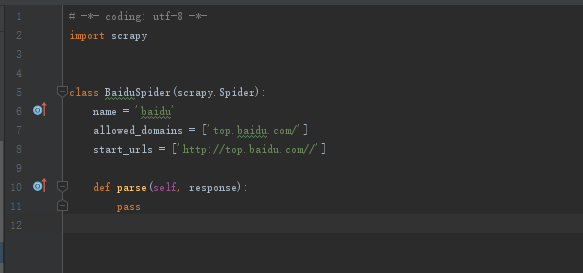 1 # -*- coding: utf-8 -*-
2 import scrapy
3
4
5 class BaiduSpider(scrapy.Spider):
6 name = 'baidu'
7 allowed_domains = ['top.baidu.com/']
8 start_urls = ['http://top.baidu.com//']
9
10 def parse(self, response):
11 pass
12